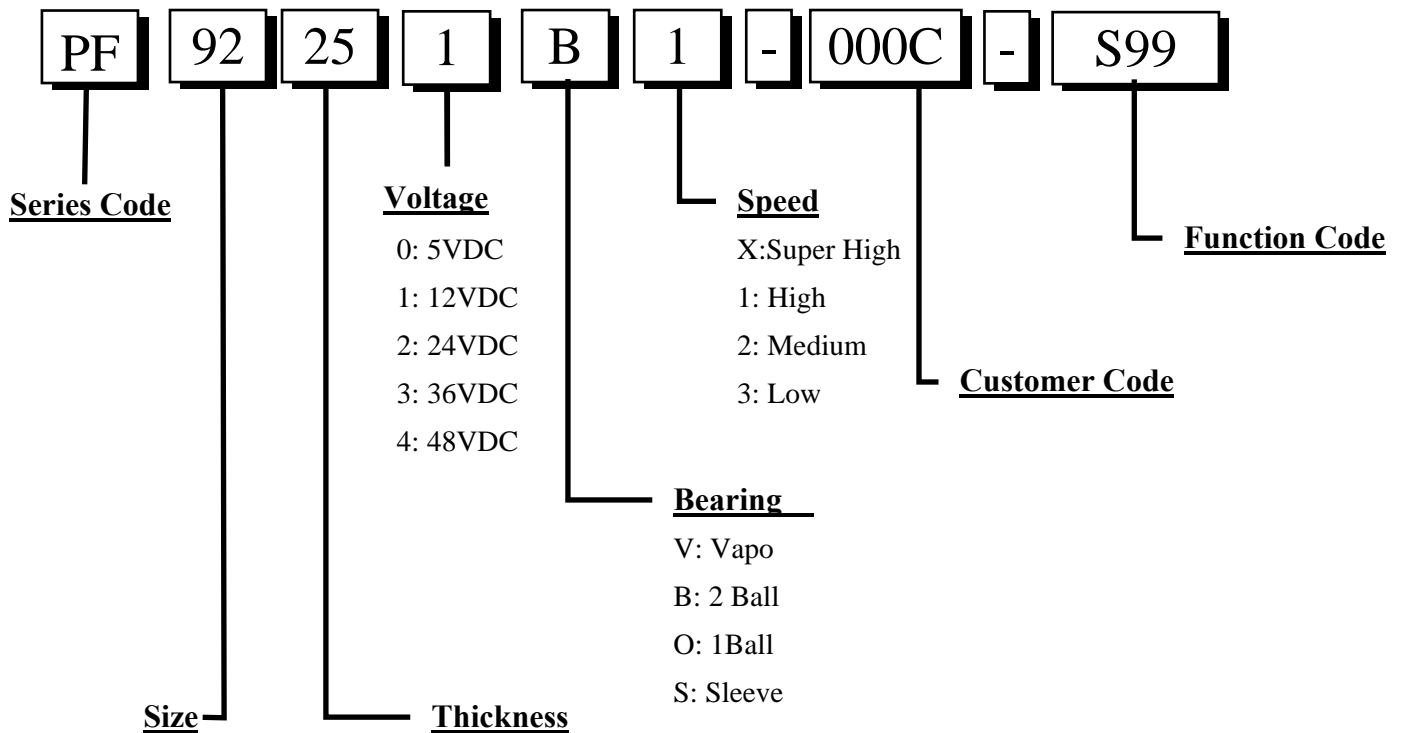 PF 92 25 1 B 1 - 000C - S99
Series Code
Voltage
0: 5VDC
1: 12VDC
2: 24VDC
3: 36VDC
4: 48VDC
Speed
X:Super High
1: High
2: Medium
3: Low
Function Code
Customer Code
Bearing
V: Vapo
B: 2 Ball
O: 1Ball
S: Sleeve
Size
Thickness